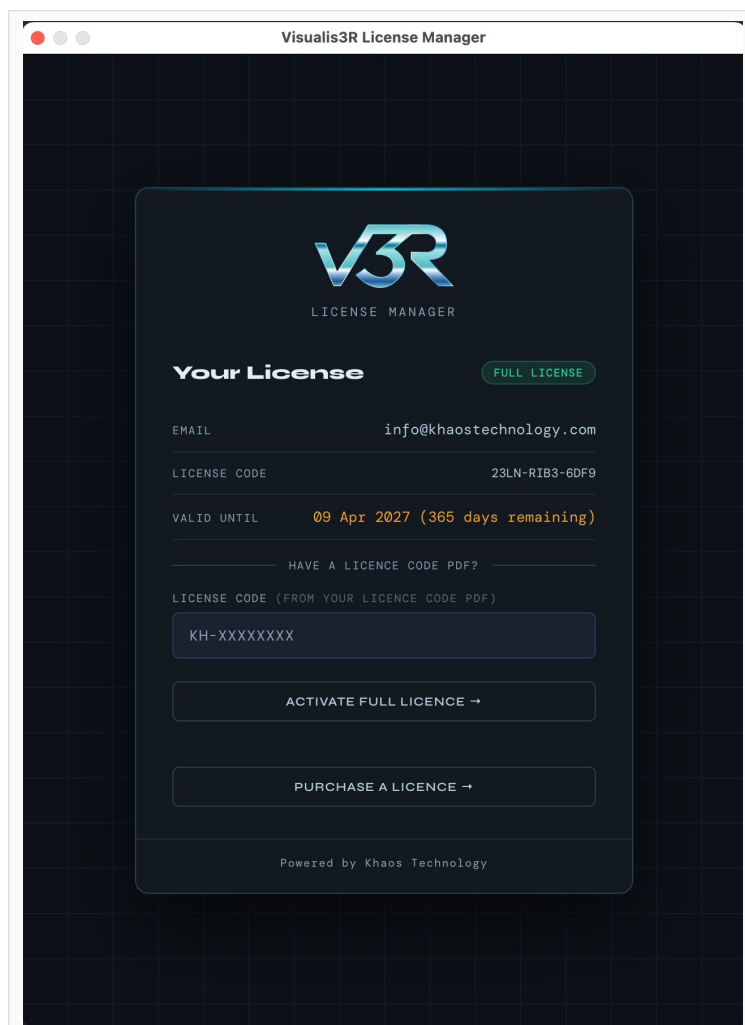 Visualis3R License Manager
V3R
LICENSE MANAGER
Your License
FULL LICENSE
EMAIL
info@khaostechnology.com
LICENSE CODE
23LN-RIB3-6DF9
VALID UNTIL
09 Apr 2027 (365 days remaining)
HAVE A LICENCE CODE PDF?
LICENSE CODE (FROM YOUR LICENCE CODE PDF)
KH-XXXXXXXX
ACTIVATE FULL LICENCE →
PURCHASE A LICENCE →
Powered by Khaos Technology